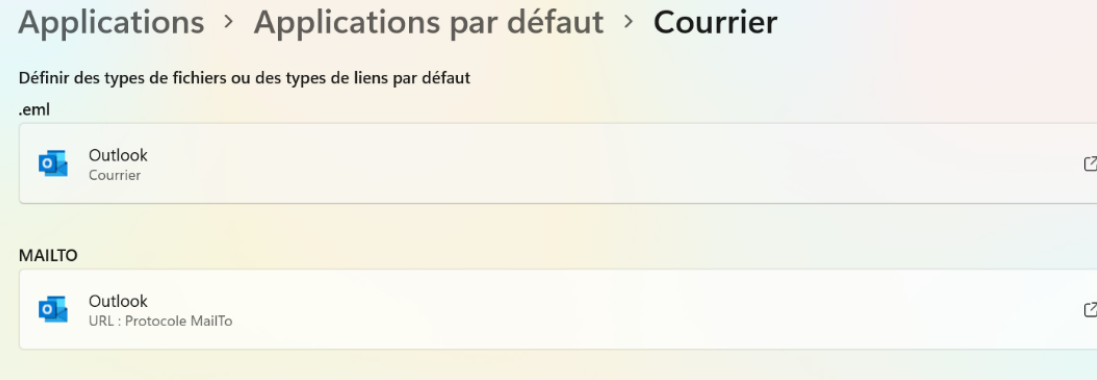 Applications > Applications par défaut > Courrier
Définir des types de fichiers ou des types de liens par défaut
.eml
Outlook
Courrier
MAILTO
Outlook
URL : Protocole MailTo